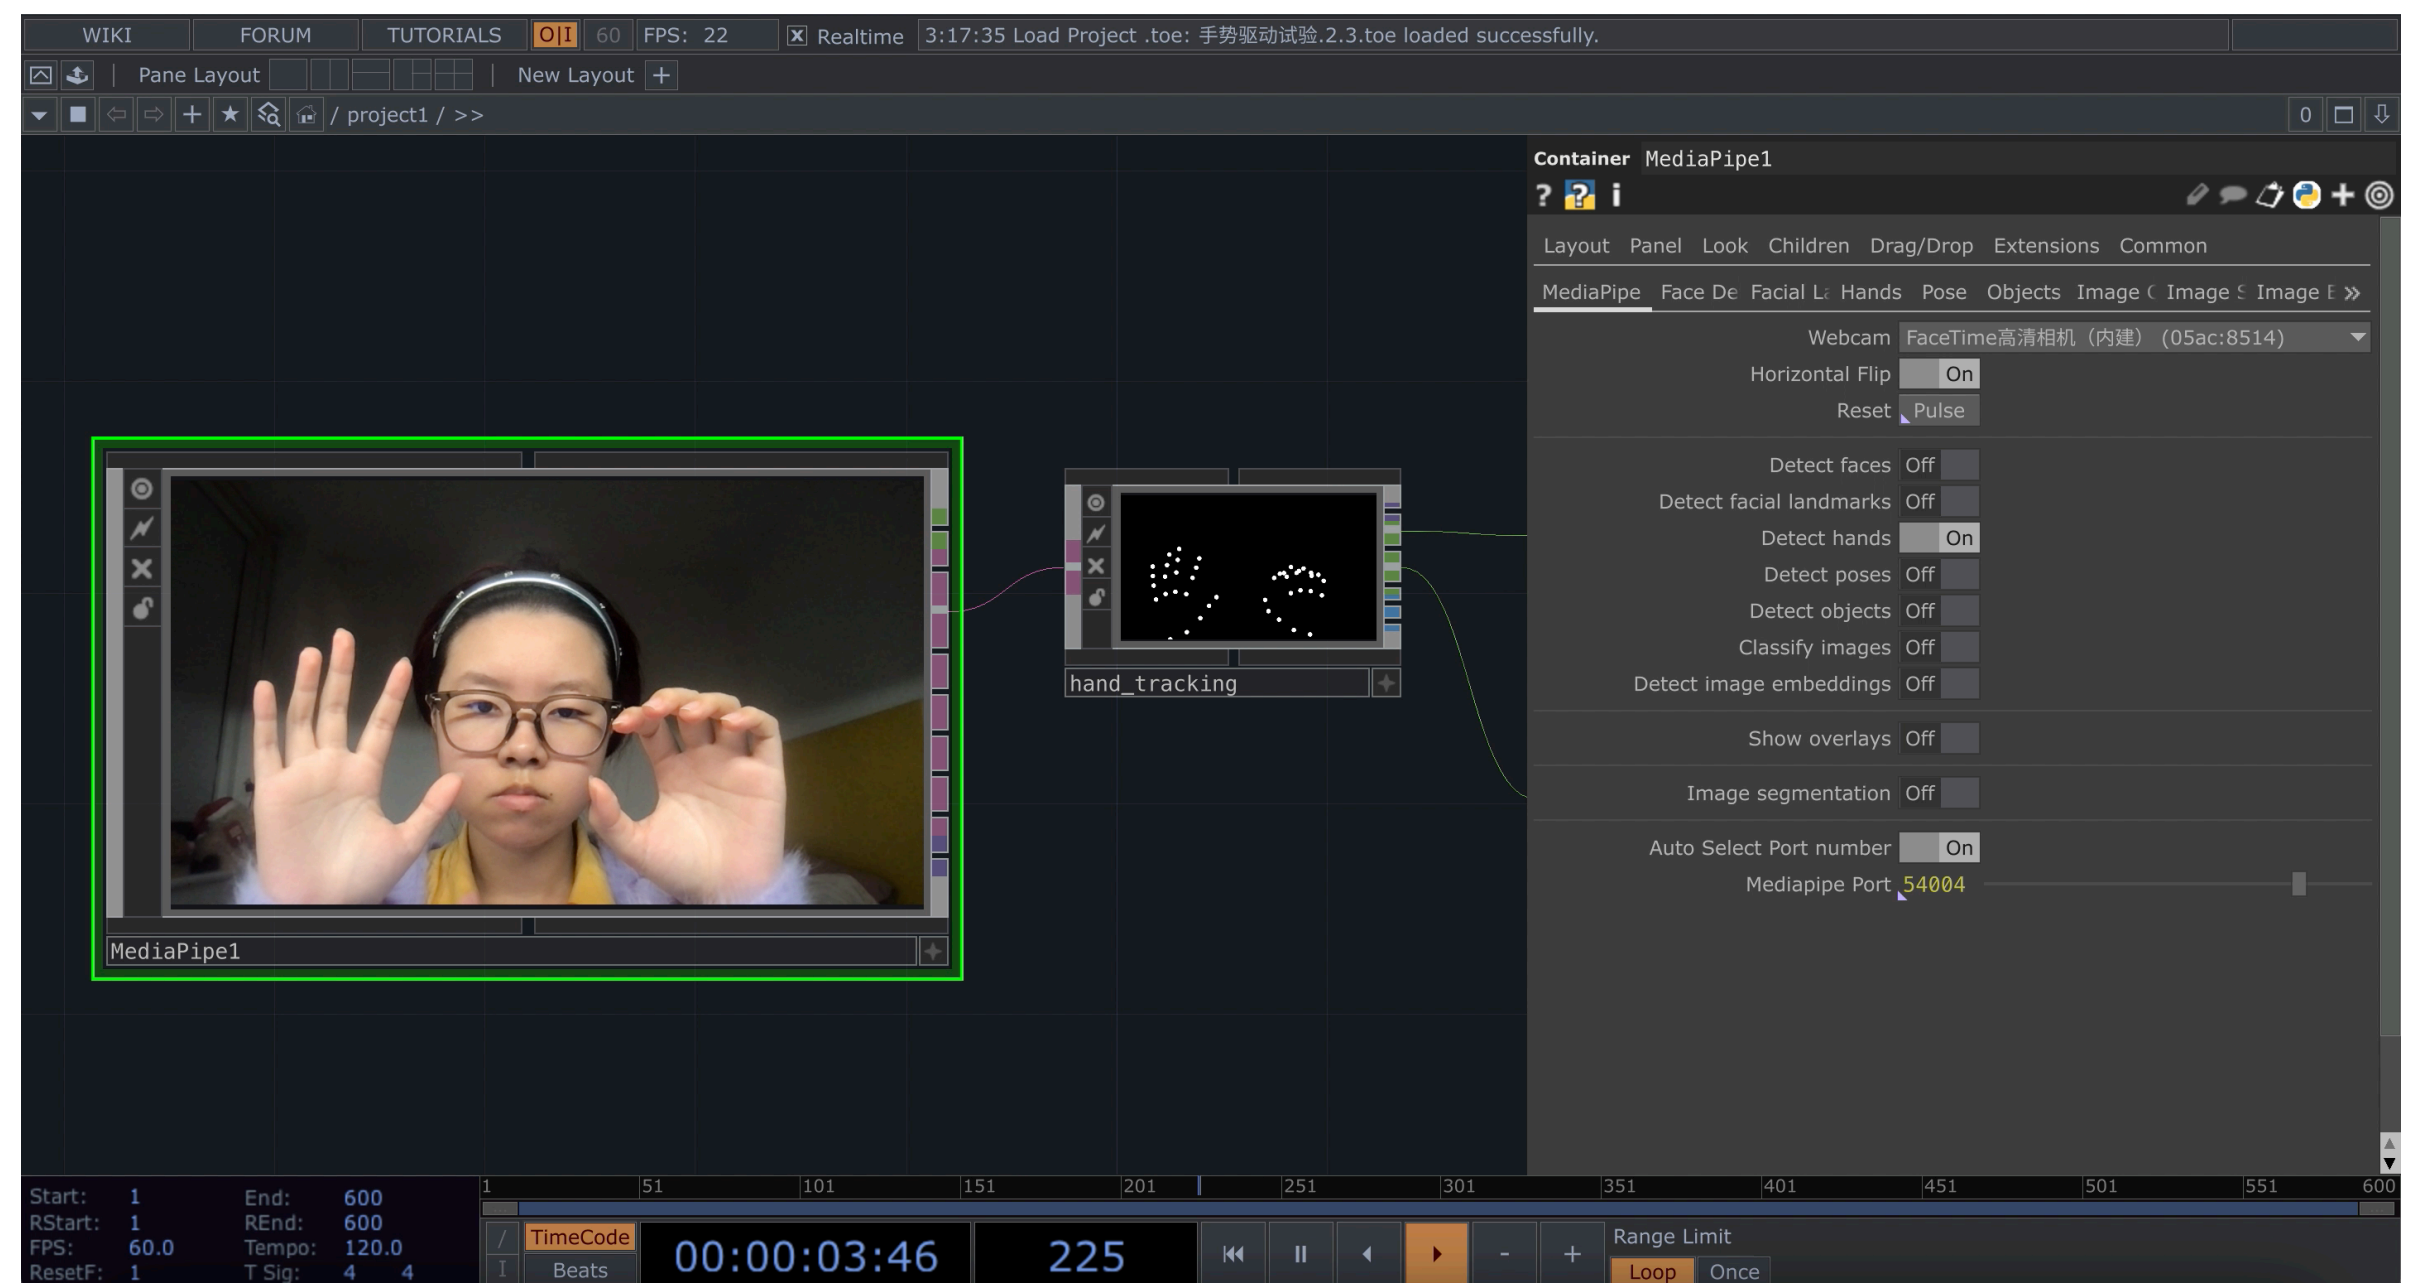 WIKI FORUM TUTORIALS O|I 60 FPS: 22 X Realtime 3:17:35 Load Project .toe: 手势驱动试验.2.3.toe loaded successfully.
Pane Layout New Layout +
/ project1 / >> 0
Container MediaPipe1
? ? i
Layout Panel Look Children Drag/Drop Extensions Common
MediaPipe Face De Facial La Hands Pose Objects Image Image Image
Webcam FaceTime高清相机（内建） (05ac:8514)
Horizontal Flip On
Reset Pulse
Detect faces Off
Detect facial landmarks Off
Detect hands On
Detect poses Off
Detect objects Off
Classify images Off
Detect image embeddings Off
Show overlays Off
Image segmentation Off
Auto Select Port number On
Mediapipe Port 54004
hand_tracking
MediaPipe1
1 51 101 151 201 251 301 351 401 451 501 551 600
Start: 1 End: 600
RStart: 1 REnd: 600
FPS: 60.0 Tempo: 120.0
ResetF: 1 T Sig: 4 4
/ TimeCode
I Beats
00:00:03:46 225 - +
Range Limit
Loop Once